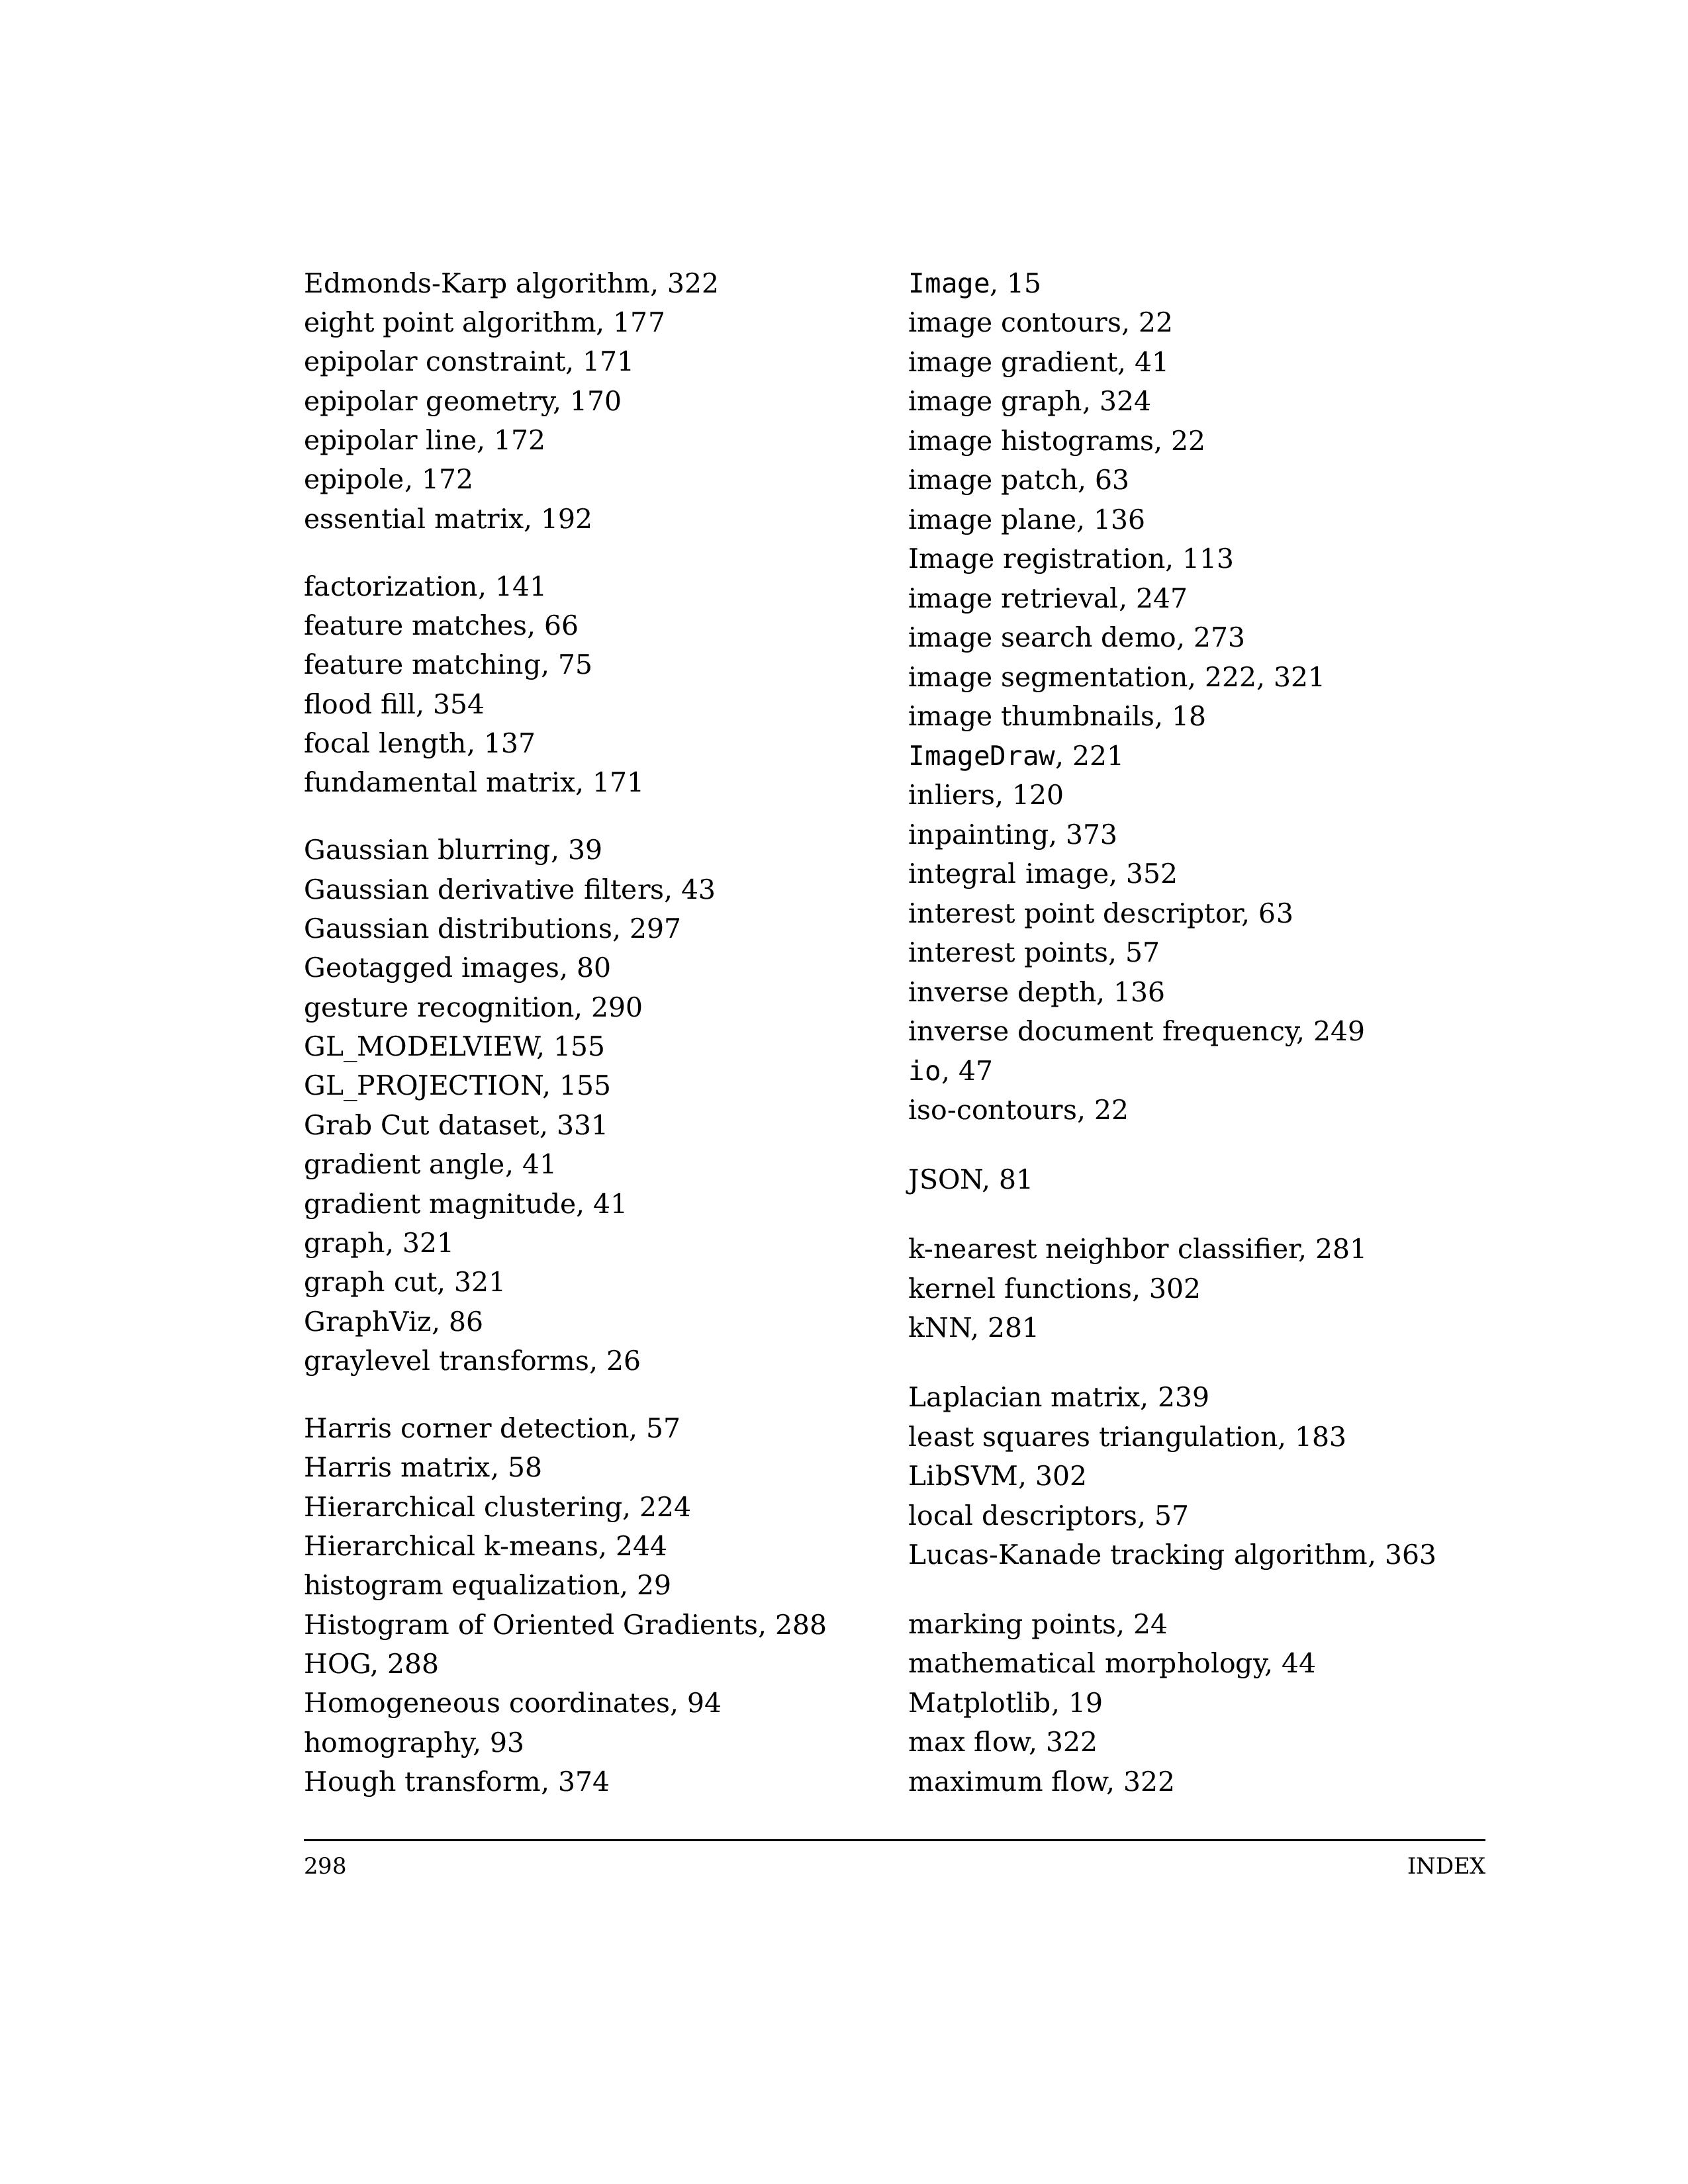 Edmonds-Karp algorithm, 322
eight point algorithm, 177
epipolar constraint, 171
epipolar geometry, 170
epipolar line, 172
epipole, 172
essential matrix, 192
factorization, 141
feature matches, 66
feature matching, 75
flood fill, 354
focal length, 137
fundamental matrix, 171
Gaussian blurring, 39
Gaussian derivative filters, 43
Gaussian distributions, 297
Geotagged images, 80
gesture recognition, 290
GL_MODELVIEW, 155
GL_PROJECTION, 155
Grab Cut dataset, 331
gradient angle, 41
gradient magnitude, 41
graph, 321
graph cut, 321
GraphViz, 86
graylevel transforms, 26
Harris corner detection, 57
Harris matrix, 58
Hierarchical clustering, 224
Hierarchical k-means, 244
histogram equalization, 29
Histogram of Oriented Gradients, 288
HOG, 288
Homogeneous coordinates, 94
homography, 93
Hough transform, 374
Image, 15
image contours, 22
image gradient, 41
image graph, 324
image histograms, 22
image patch, 63
image plane, 136
Image registration, 113
image retrieval, 247
image search demo, 273
image segmentation, 222, 321
image thumbnails, 18
ImageDraw, 221
inliers, 120
inpainting, 373
integral image, 352
interest point descriptor, 63
interest points, 57
inverse depth, 136
inverse document frequency, 249
io, 47
iso-contours, 22
JSON, 81
k-nearest neighbor classifier, 281
kernel functions, 302
kNN, 281
Laplacian matrix, 239
least squares triangulation, 183
LibSVM, 302
local descriptors, 57
Lucas-Kanade tracking algorithm, 363
marking points, 24
mathematical morphology, 44
Matplotlib, 19
max flow, 322
maximum flow, 322
298
INDEX